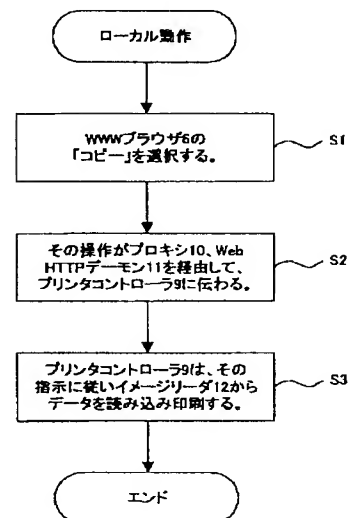 ローカル動作
WWWブラウザ6の
「コピー」を選択する。
S1
その操作がプロキシ10、Web
HTTPデーモン11を経由して、
プリンタコントローラ9に伝わる。
S2
プリンタコントローラ9は、その
指示に従いイメージリーダ12から
データを読み込み印刷する。
S3
エンド